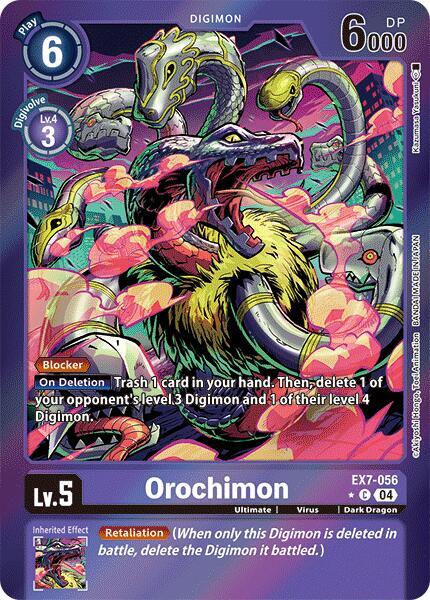 Play
6
DIGIMON
DP
6000
Digivolve
Lv.4
3
Blocker
On Deletion Trash 1 card in your hand. Then, delete 1 of
your opponent's level 3 Digimon and 1 of their level 4
Digimon.
Lv.5
Orochimon
EX7-056
C 04
Ultimate | Virus | Dark Dragon
Inherited Effect
Retaliation (When only this Digimon is deleted in
battle, delete the Digimon it battled.)
Kazumasa Yasukuni
©Akiyoshi Hongo, Toei Animation BANDAI MADE IN JAPAN